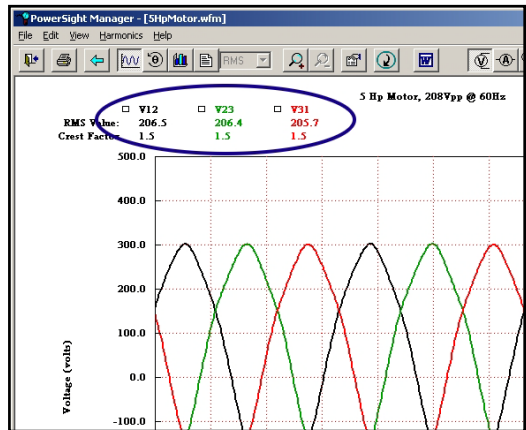 PowerSight Manager - [5HpMotor.wfm]
File Edit View Harmonics Help
RMS W V A
5 Hp Motor, 208Vpp @ 60Hz
V12 V23 V31
RMS Value: 206.5 206.4 205.7
Crest Factor 1.5 1.5 1.5
500.0
400.0
300.0
200.0
100.0
0.0
-100.0
Voltage (volts)